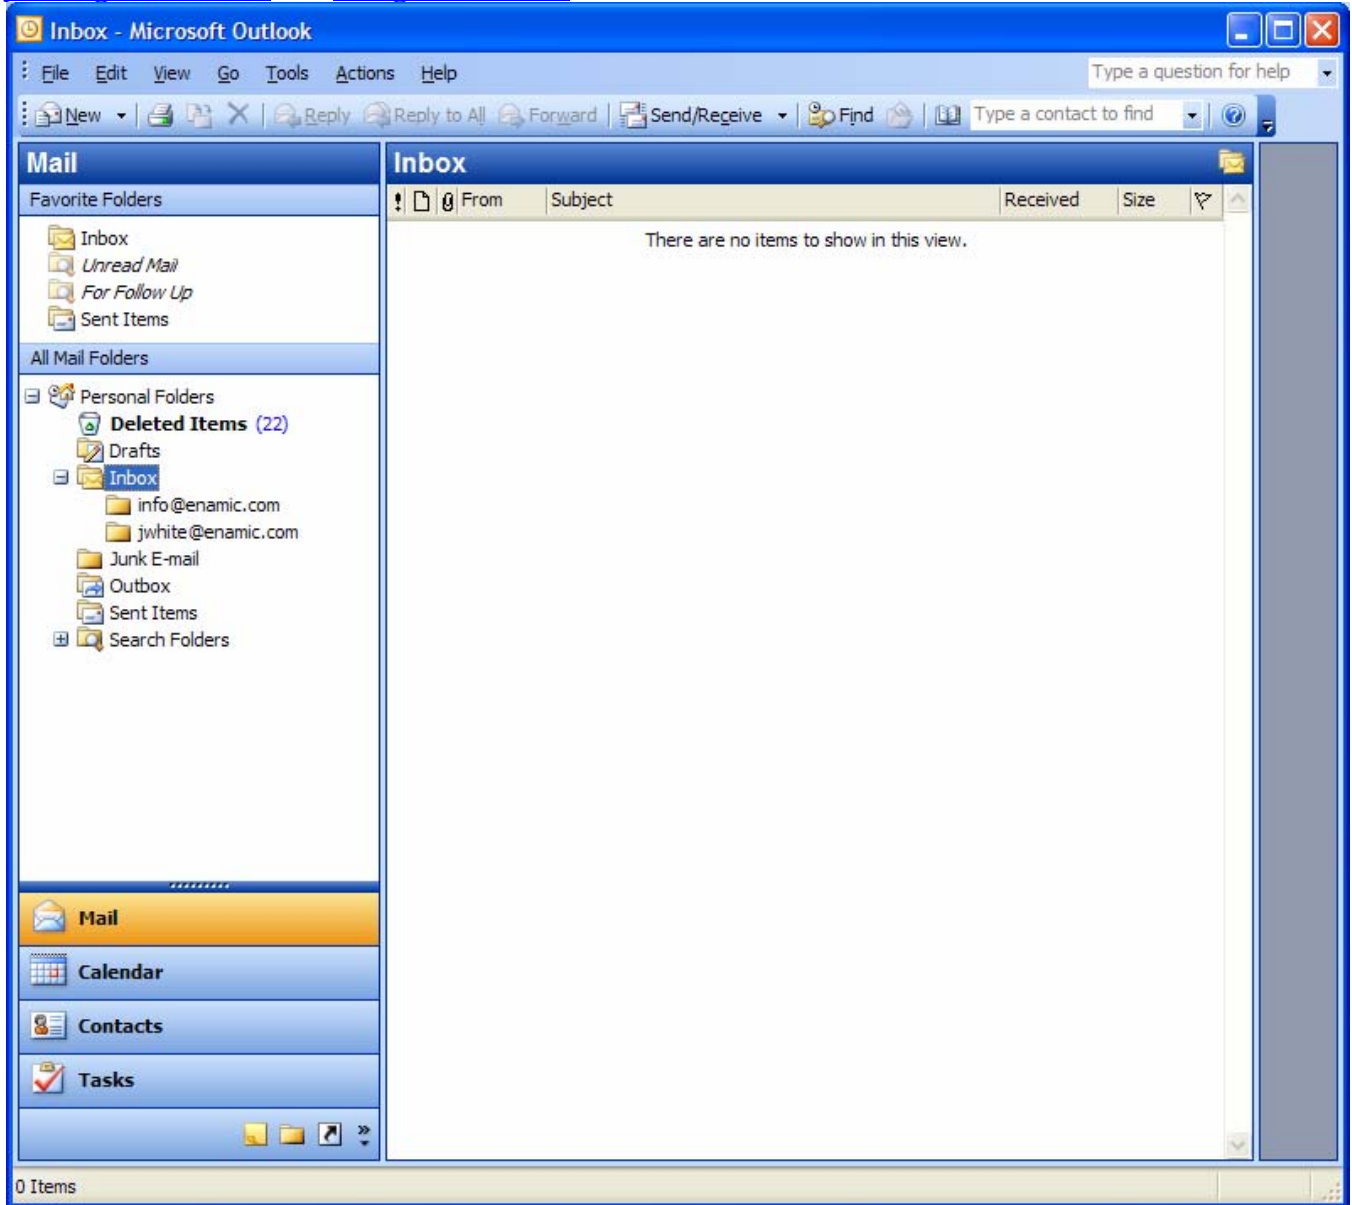 Inbox - Microsoft Outlook
File Edit View Go Tools Actions Help Type a question for help
New Reply Reply to All Forward Send/Receive Find Type a contact to find
Mail
Favorite Folders
Inbox
Unread Mail
For Follow Up
Sent Items
All Mail Folders
Personal Folders
Deleted Items (22)
Drafts
Inbox
info@enamic.com
jwhite@enamic.com
Junk E-mail
Outbox
Sent Items
Search Folders
Mail
Calendar
Contacts
Tasks
Inbox
From Subject Received Size
There are no items to show in this view.
0 Items